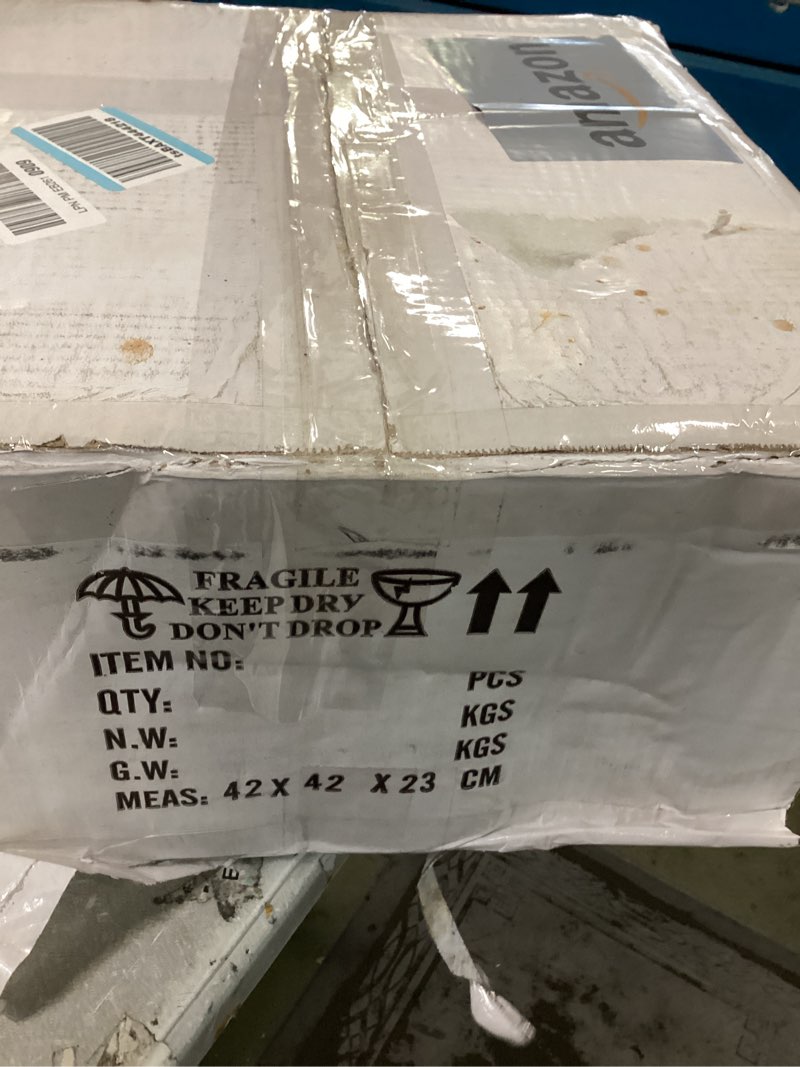 amazon
FRAGILE
KEEP DRY
DON'T DROP
ITEM NO:
QTY: PCS
N.W: KGS
G.W: KGS
MEAS: 42 X 42 X 23 CM